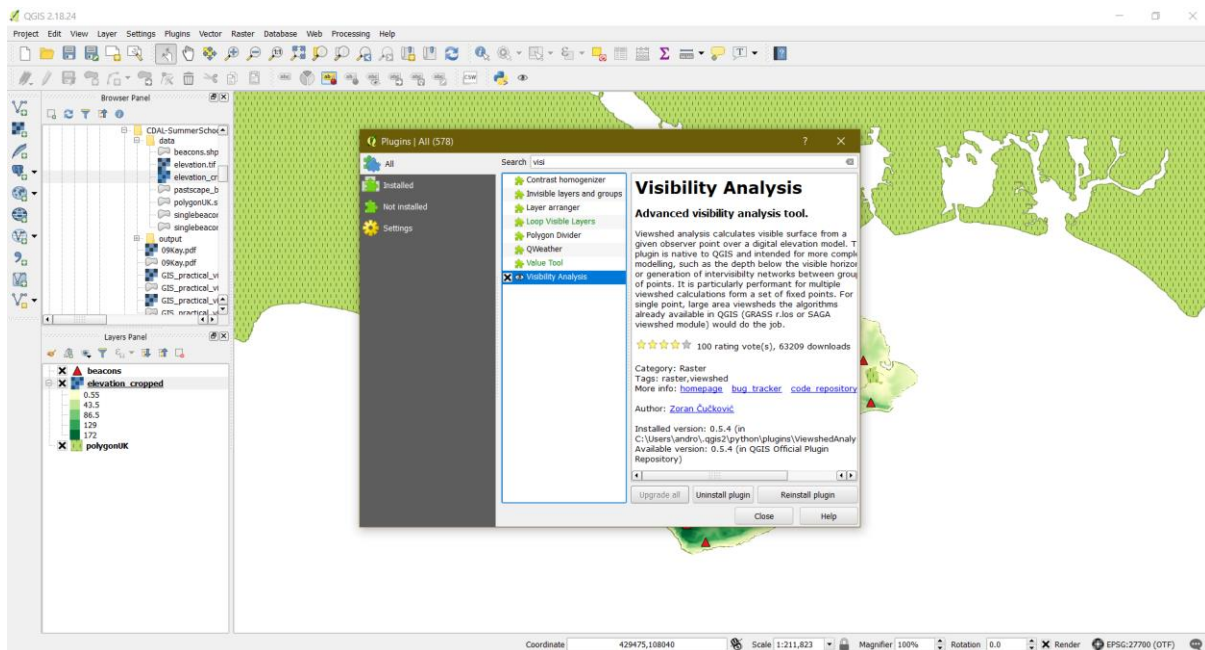 QGIS 2.18.24
Project Edit View Layer Settings Plugins Vector Raster Database Web Processing Help
Browser Panel
CDAL-SummerSchoo
data
beacons.shp
elevation.tif
elevation_cr
pastscape_b
polygonUK.s
singlebeacor
singlebeacor
output
09Kay.pdf
09Kay.pdf
GIS_practical_vi
GIS_practical_vi
GIS_practical_vi
GIS_practical_vi
Layers Panel
beacons
elevation_cropped
0.55
43.5
86.5
129
172
polygonUK
Plugins | All (578)
All
Installed
Not installed
Settings
Search visi
Contrast homogenizer
Invisible layers and groups
Layer arranger
Loop Visible Layers
Polygon Divider
QWeather
Value Tool
Visibility Analysis
Visibility Analysis
Advanced visibility analysis tool.
Viewshed analysis calculates visible surface from a
given observer point over a digital elevation model. T
plugin is native to QGIS and intended for more comple
modelling, such as the depth below the visible horizon
or generation of intervisibilty networks between group
of points. It is particularly performant for multiple
viewshed calculations form a set of fixed points. For
single point, large area viewsheds the algorithms
already available in QGIS (GRASS r.los or SAGA
viewshed module) would do the job.
100 rating vote(s), 63209 downloads
Category: Raster
Tags: raster,viewshed
More info: homepage bug_tracker code_repository
Author: Zoran Čučković
Installed version: 0.5.4 (in
C:\Users\andro\.qgis2\python\plugins\ViewshedAnaly
Available version: 0.5.4 (in QGIS Official Plugin
Repository)
Upgrade all Uninstall plugin Reinstall plugin
Close Help
Coordinate 429475,108040 Scale 1:211,823 Magnifier 100% Rotation 0.0 Render EPSG:27700 (OTF)